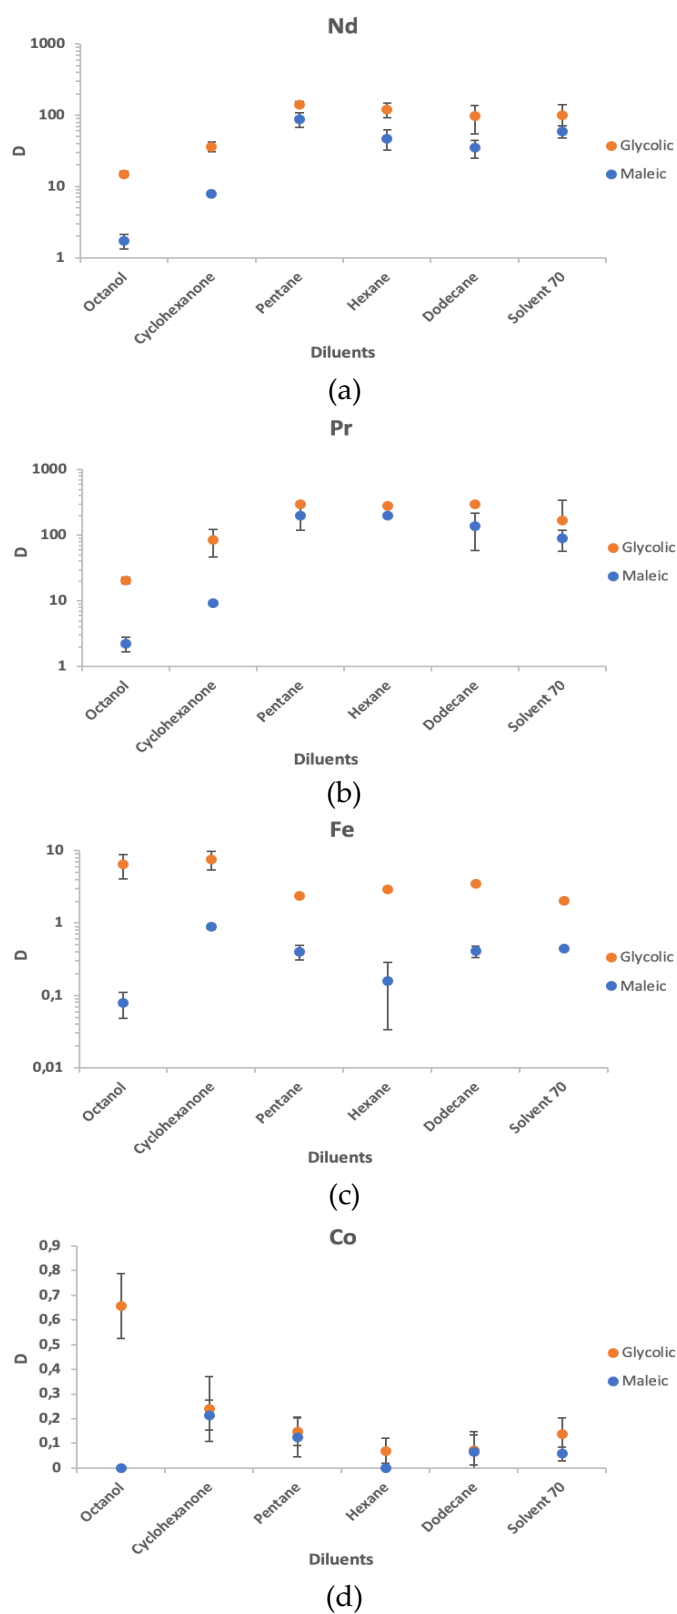 Nd
1000
100
10
1
D
Glycolic
Maleic
Octanol
Cyclohexanone
Pentane
Hexane
Dodecane
Solvent 70
Diluents
(a)
Pr
1000
100
10
1
D
Glycolic
Maleic
Octanol
Cyclohexanone
Pentane
Hexane
Dodecane
Solvent 70
Diluents
(b)
Fe
10
1
0,1
0,01
D
Glycolic
Maleic
Octanol
Cyclohexanone
Pentane
Hexane
Dodecane
Solvent 70
Diluents
(c)
Co
0,9
0,8
0,7
0,6
0,5
0,4
0,3
0,2
0,1
0
D
Glycolic
Maleic
Octanol
Cyclohexanone
Pentane
Hexane
Dodecane
Solvent 70
Diluents
(d)